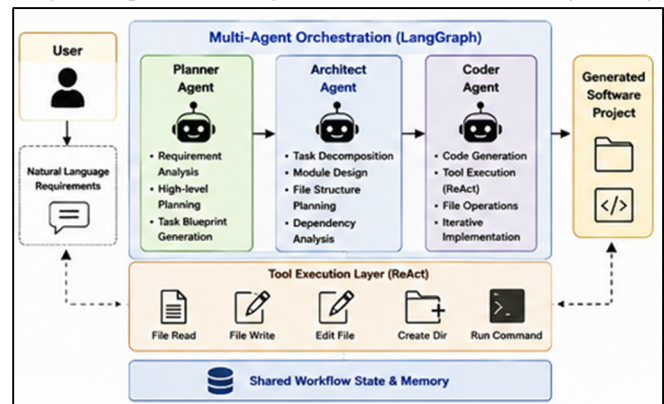 Multi-Agent Orchestration (LangGraph)
User
Natural Language
Requirements
Planner
Agent
• Requirement
Analysis
• High-level
Planning
• Task Blueprint
Generation
Architect
Agent
• Task Decomposition
• Module Design
• File Structure
Planning
• Dependency
Analysis
Coder
Agent
• Code Generation
• Tool Execution
(ReAct)
• File Operations
• Iterative
Implementation
Generated
Software
Project
</>
Tool Execution Layer (ReAct)
File Read
File Write
Edit File
Create Dir
Run Command
Shared Workflow State & Memory